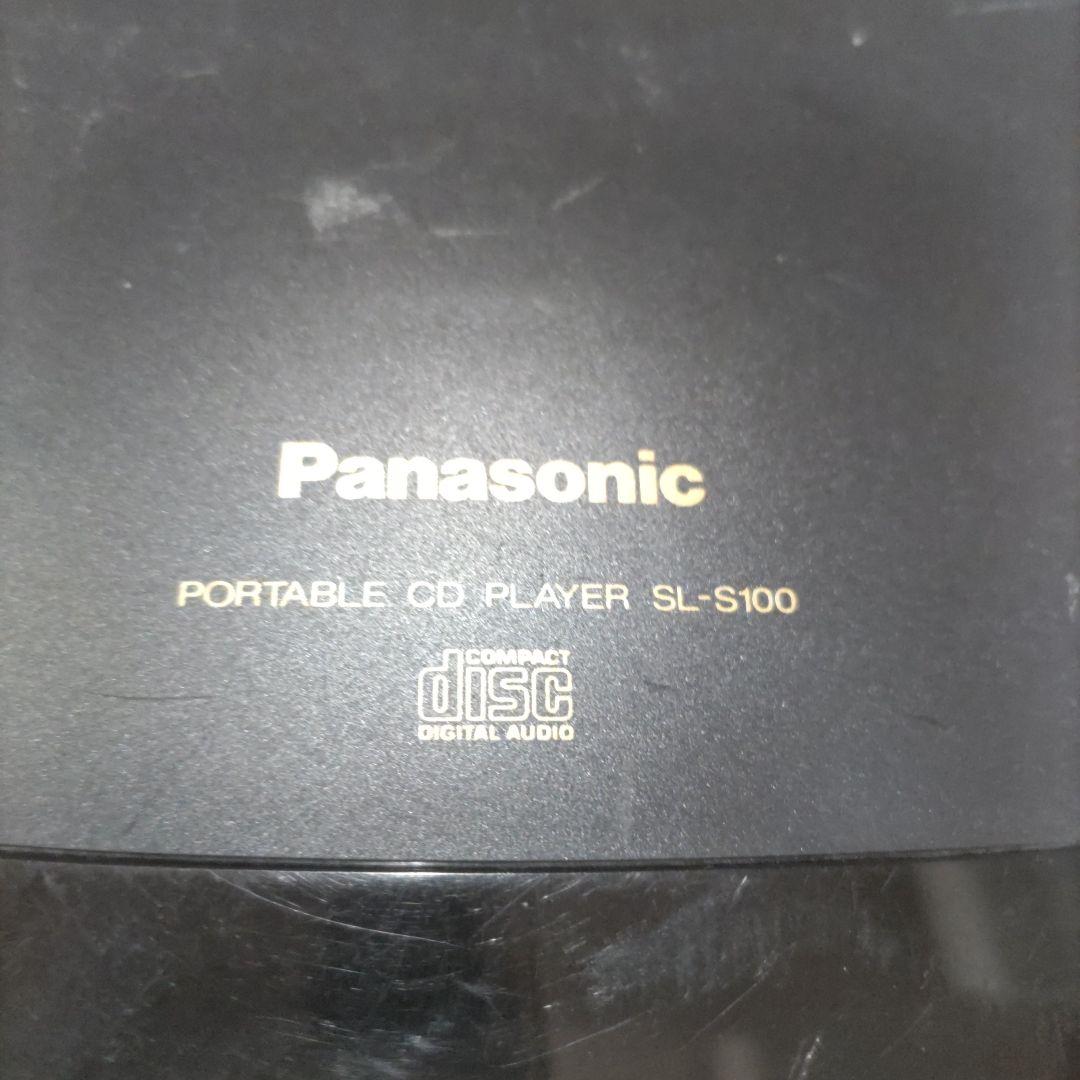 Panasonic
PORTABLE CD PLAYER SL-S100
COMPACT
disc
DIGITAL AUDIO